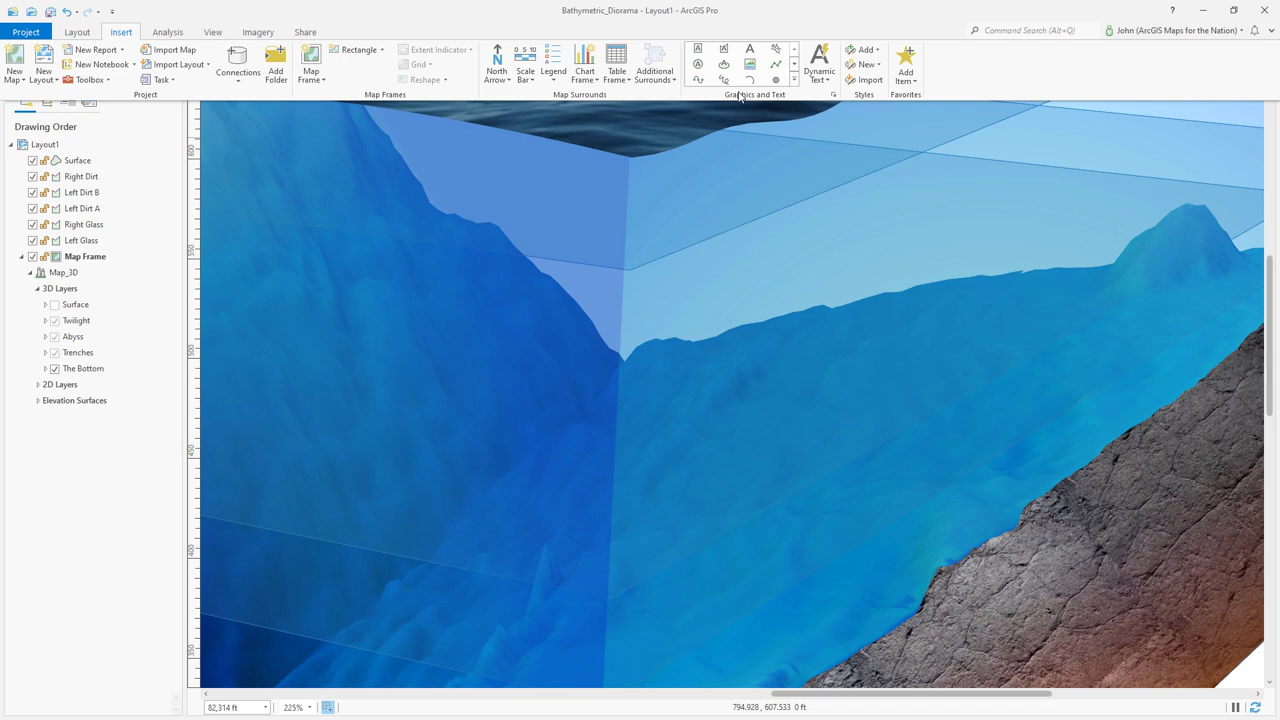 Bathymetric_Diorama - Layout1 - ArcGIS Pro
Project Layout Insert Analysis View Imagery Share
Command Search (Alt+Q)
John (ArcGIS Maps for the Nation)
New Map
New Layout
New Report
New Notebook
Toolbox
Import Map
Import Layout
Task
Connections
Add Folder
Project
Map Frame
Rectangle
Extent Indicator
Grid
Reshape
Map Frames
North Arrow
Scale Bar
Legend
Chart Frame
Table Frame
Additional Surrounds
Map Surrounds
Dynamic Text
Graphics and Text
Add
New
Import
Styles
Add Item
Favorites
Drawing Order
Layout1
Surface
Right Dirt
Left Dirt B
Left Dirt A
Right Glass
Left Glass
Map Frame
Map_3D
3D Layers
Surface
Twilight
Abyss
Trenches
The Bottom
2D Layers
Elevation Surfaces
600
550
500
450
400
350
82,314 ft
225%
794.928 , 607.533 0 ft